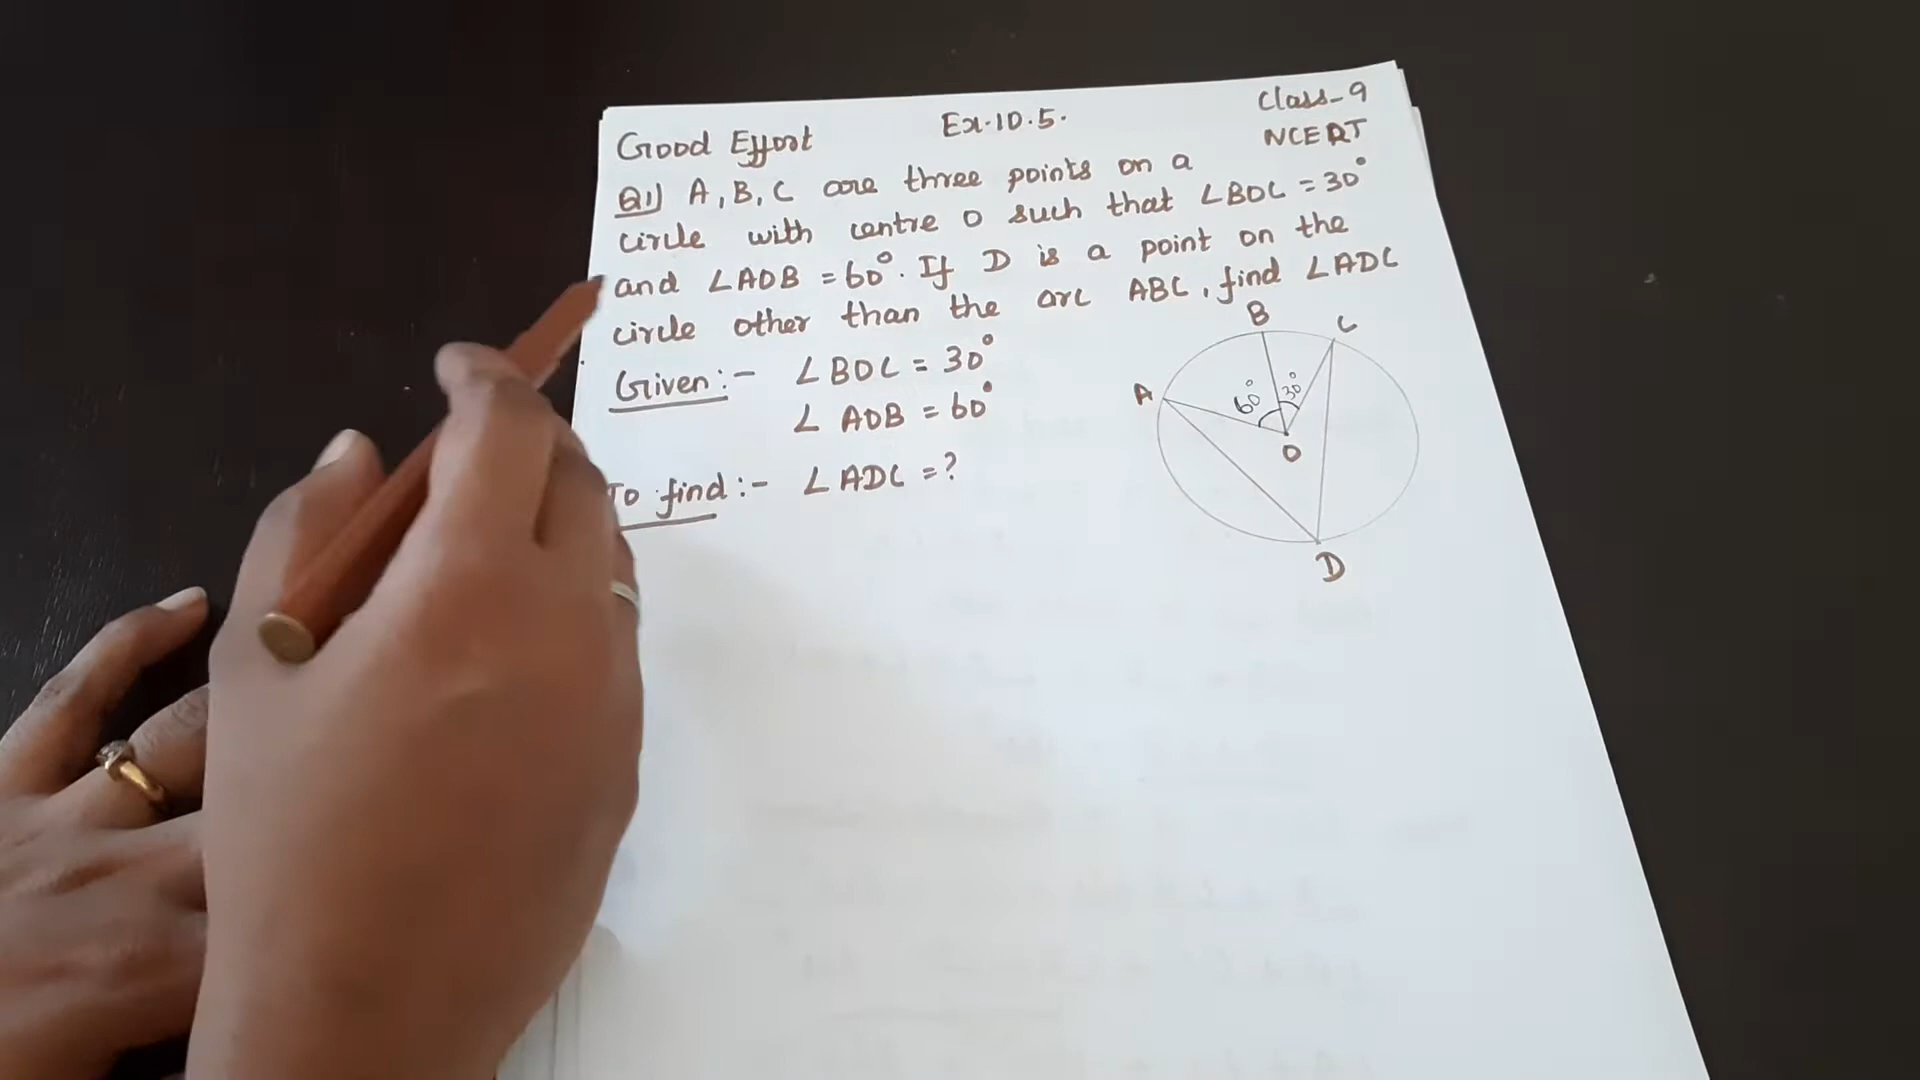 Good Effort Ex.10.5. Class-9
NCERT
Q1) A, B, C are three points on a
circle with centre O such that ∠BOC = 30°
and ∠AOB = 60°. If D is a point on the
circle other than the arc ABC, find ∠ADC
Given:- ∠BOC = 30°
∠AOB = 60°
To find:- ∠ADC = ?
B
C
A
60°
30°
O
D